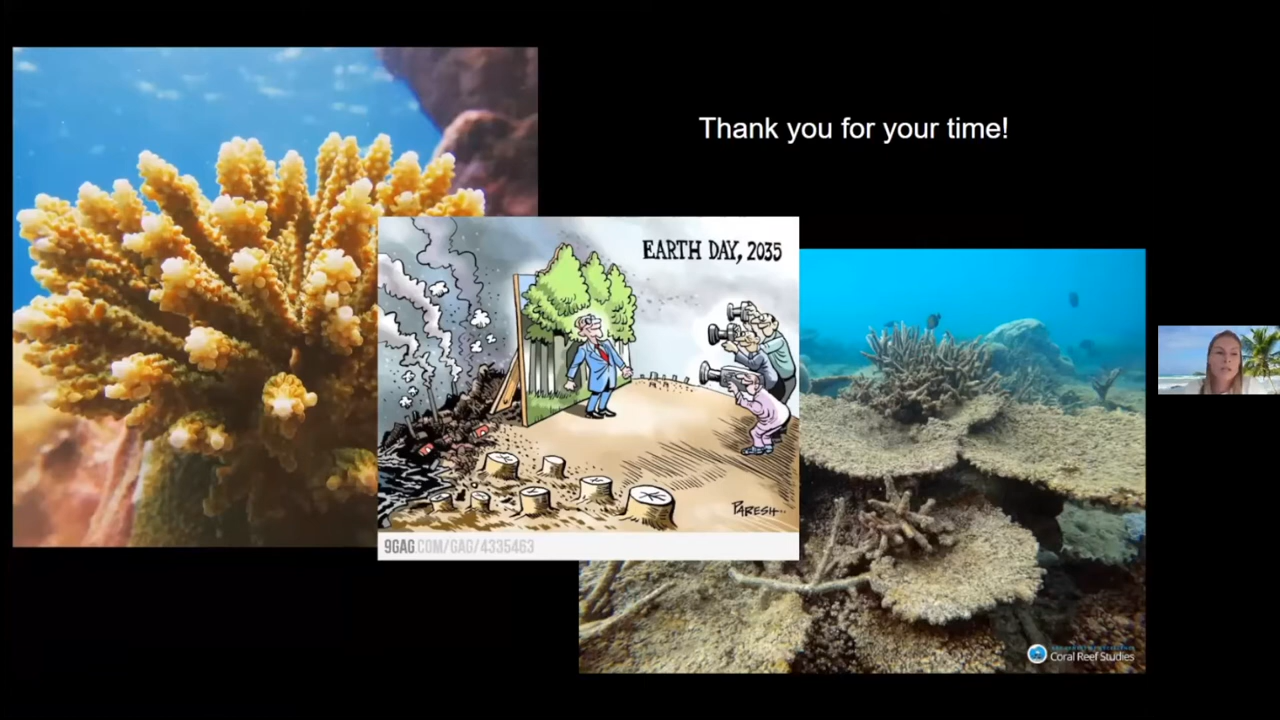 Thank you for your time!
EARTH DAY, 2035
PARESH
9GAG.COM/GAG/4335463
Coral Reef Studies